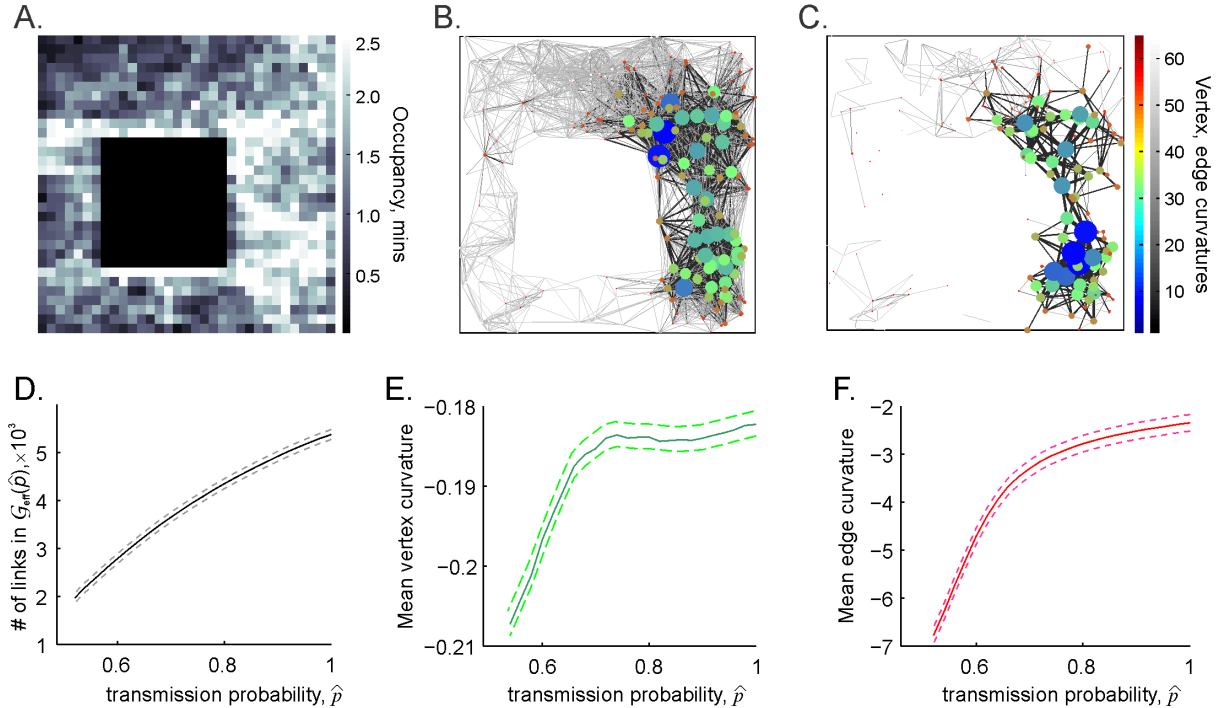 A.
B.
C.
2.5
2.0
1.5
1.0
0.5
Occupancy, mins
60
50
40
30
20
10
Vertex, edge curvatures
D.
E.
F.
# of links in 𝒢eff(p̂), ×10³
5
4
3
2
1
0.6
0.8
1
transmission probability, p̂
Mean vertex curvature
−0.18
−0.19
−0.2
−0.21
0.6
0.8
1
transmission probability, p̂
Mean edge curvature
−2
−3
−4
−5
−6
−7
0.6
0.8
1
transmission probability, p̂